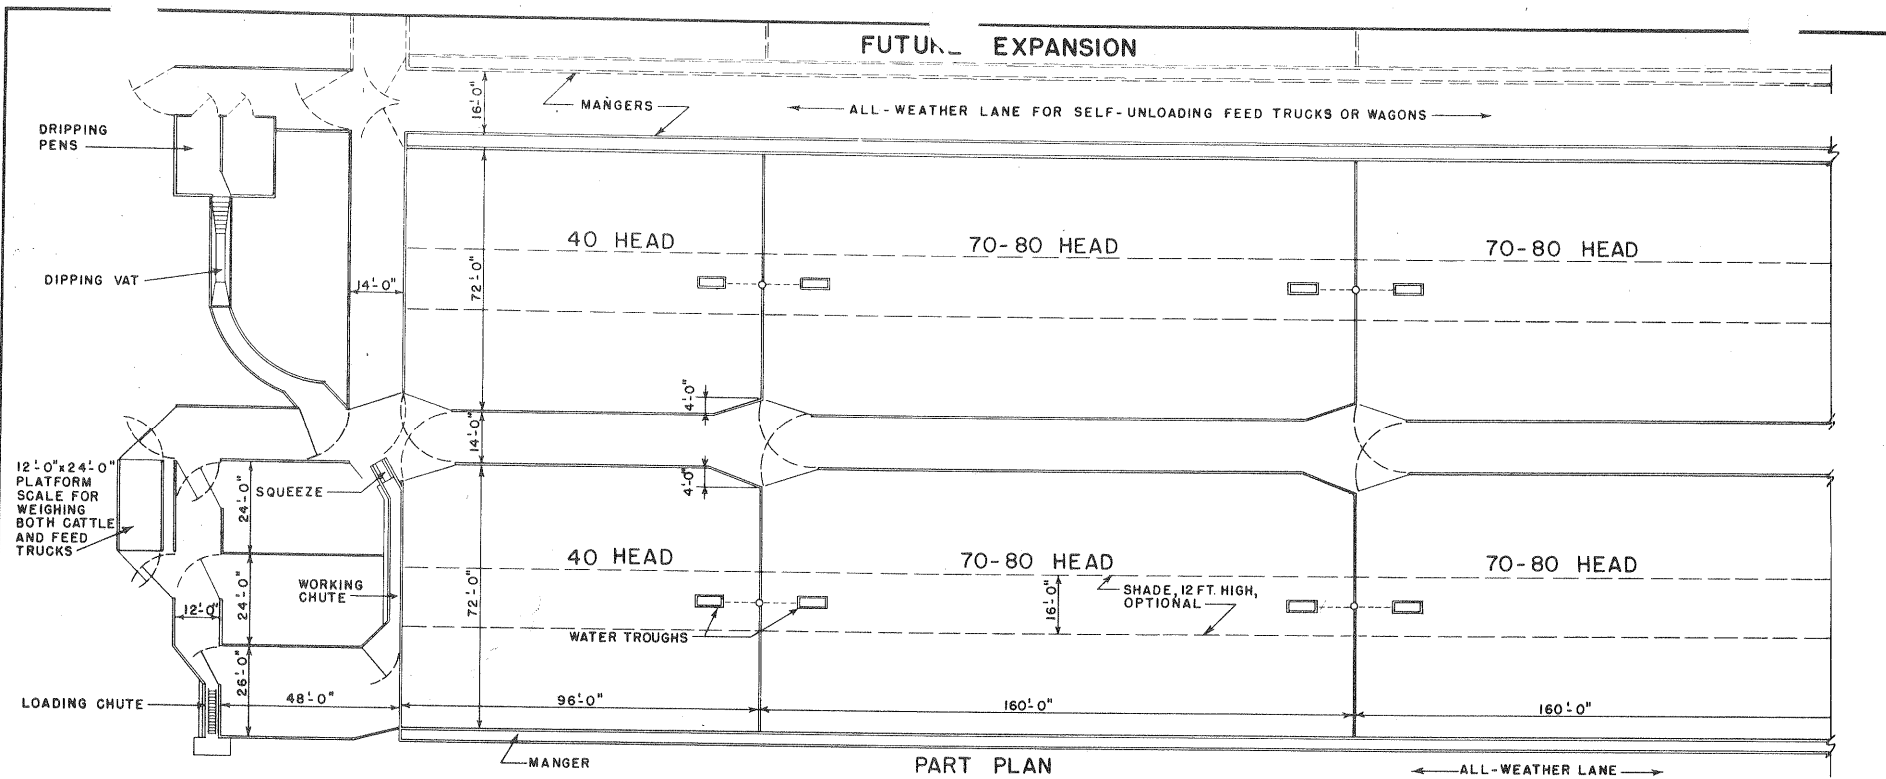 EXPANSION
MANGERS
16'-0"
ALL-WEATHER LANE FOR SELF-UNLOADING FEED TRUCKS OR WAGONS
DRIPPING
PENS
40 HEAD
70-80 HEAD
70-80 HEAD
DIPPING VAT
14'-0"
72'-0"
4'-0"
14'-0"
4'-0"
12'-0"x24'-0"
PLATFORM
SCALE FOR
WEIGHING
BOTH CATTLE
AND FEED
TRUCKS
SQUEEZE
24'-0"
40 HEAD
70-80 HEAD
70-80 HEAD
WORKING
CHUTE
24'-0"
12'-0"
72'-0"
16'-0"
SHADE, 12 FT. HIGH,
OPTIONAL
WATER TROUGHS
26'-0"
LOADING CHUTE
48'-0"
96'-0"
160'-0"
160'-0"
MANGER
PART PLAN
ALL-WEATHER LANE